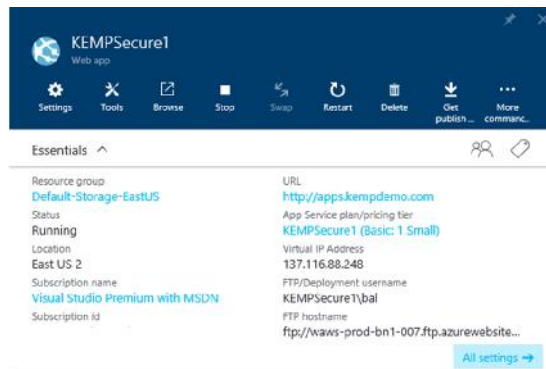 KEMPSecure1
Web app
Settings Tools Browse Stop Swap Restart Delete Get publish ... More commanc..
Essentials
Resource group
Default-Storage-EastUS
Status
Running
Location
East US 2
Subscription name
Visual Studio Premium with MSDN
Subscription id
URL
http://apps.kempdemo.com
App Service plan/pricing tier
KEMPSecure1 (Basic: 1 Small)
Virtual IP Address
137.116.88.248
FTP/Deployment username
KEMPSecure1\bal
FTP hostname
ftp://waws-prod-bn1-007.ftp.azurewebsite...
All settings →